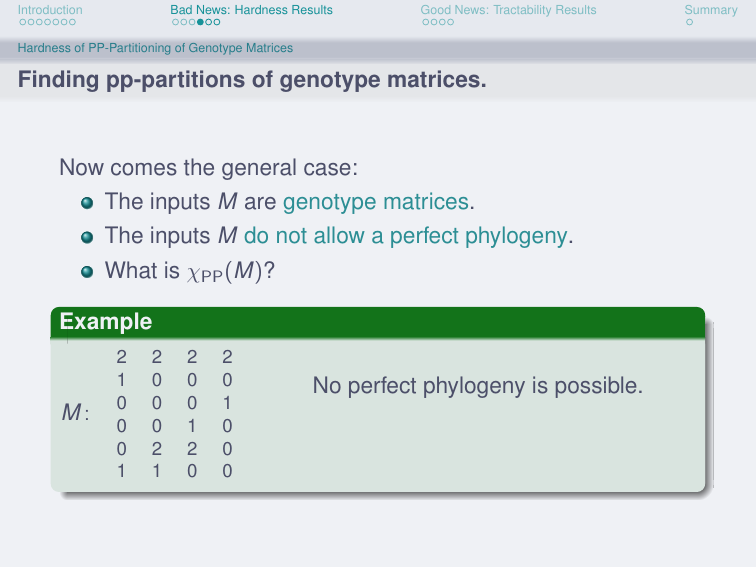 Introduction Bad News: Hardness Results Good News: Tractability Results Summary
Hardness of PP-Partitioning of Genotype Matrices
Finding pp-partitions of genotype matrices.
Now comes the general case:
The inputs M are genotype matrices.
The inputs M do not allow a perfect phylogeny.
What is χPP(M)?
Example
M:
2 2 2 2
1 0 0 0
0 0 0 1
0 0 1 0
0 2 2 0
1 1 0 0
No perfect phylogeny is possible.